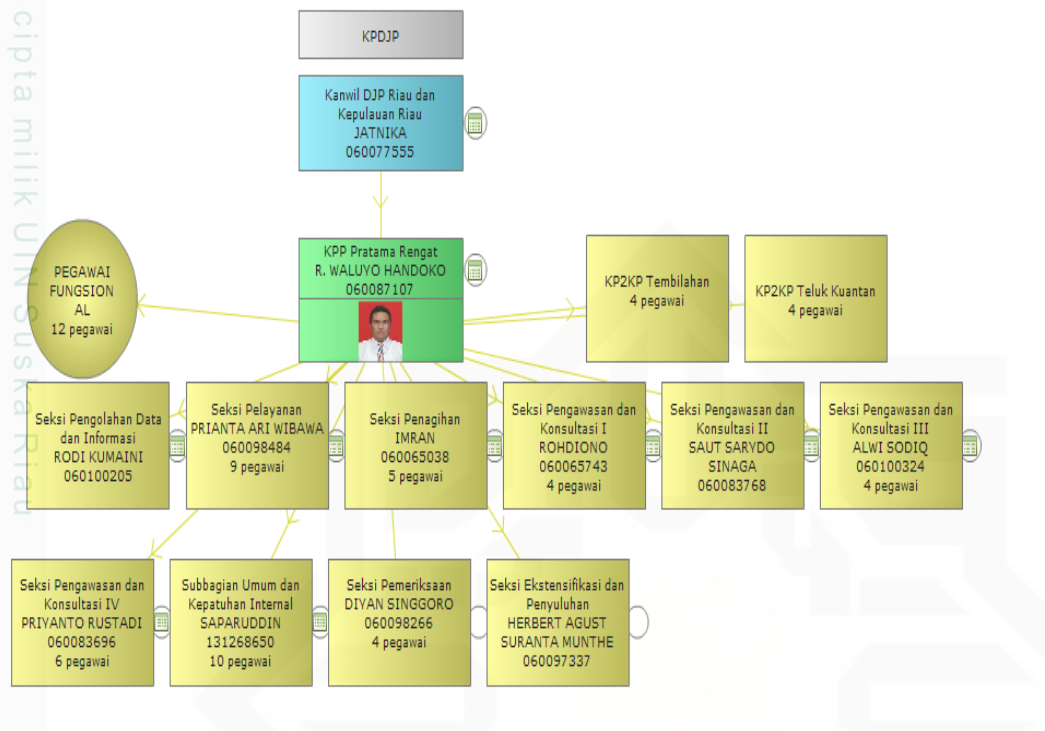 cipta milik UIN Suska Riau
KPDJP
Kanwil DJP Riau dan
Kepulauan Riau
JATNIKA
060077555
KPP Pratama Rengat
R. WALUYO HANDOKO
060087107
PEGAWAI
FUNGSION
AL
12 pegawai
KP2KP Tembilahan
4 pegawai
KP2KP Teluk Kuantan
4 pegawai
Seksi Pengolahan Data
dan Informasi
RODI KUMAINI
060100205
Seksi Pelayanan
PRIANTA ARI WIBAWA
060098484
9 pegawai
Seksi Penagihan
IMRAN
060065038
5 pegawai
Seksi Pengawasan dan
Konsultasi I
ROHDIONO
060065743
4 pegawai
Seksi Pengawasan dan
Konsultasi II
SAUT SARYDO
SINAGA
060083768
Seksi Pengawasan dan
Konsultasi III
ALWI SODIQ
060100324
4 pegawai
Seksi Pengawasan dan
Konsultasi IV
PRIYANTO RUSTADI
060083696
6 pegawai
Subbagian Umum dan
Kepatuhan Internal
SAPARUDDIN
131268650
10 pegawai
Seksi Pemeriksaan
DIYAN SINGGORO
060098266
4 pegawai
Seksi Ekstensifikasi dan
Penyuluhan
HERBERT AGUST
SURANTA MUNTHE
060097337